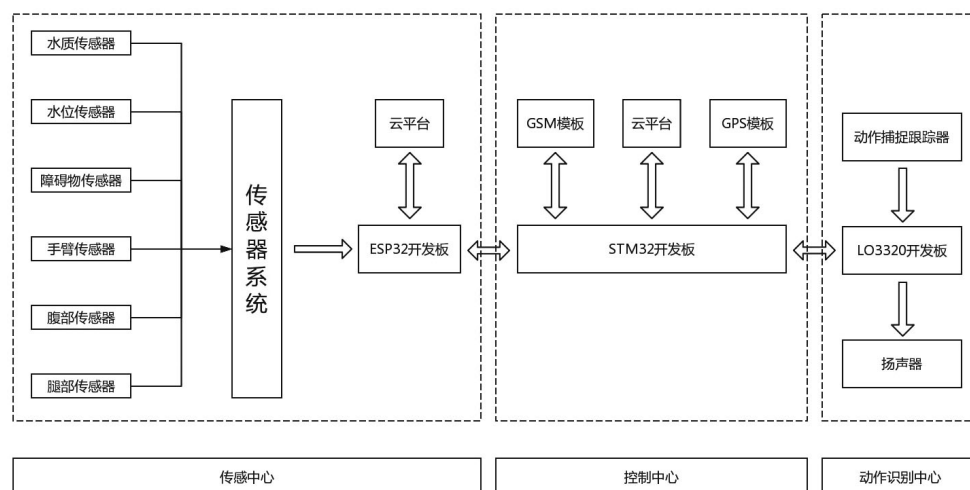 水质传感器
水位传感器
障碍物传感器
手臂传感器
腹部传感器
腿部传感器
传感器系统
云平台
ESP32开发板
GSM模板
云平台
GPS模板
STM32开发板
动作捕捉跟踪器
LO3320开发板
扬声器
传感中心
控制中心
动作识别中心